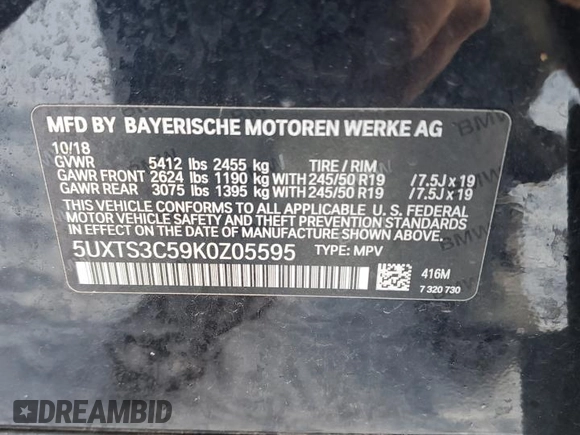 MFD BY BAYERISCHE MOTOREN WERKE AG
10/18
GVWR 5412 lbs 2455 kg TIRE / RIM
GAWR FRONT 2624 lbs 1190 kg WITH 245/50 R19 /7.5J x 19
GAWR REAR 3075 lbs 1395 kg WITH 245/50 R19 /7.5J x 19
THIS VEHICLE CONFORMS TO ALL APPLICABLE U. S. FEDERAL
MOTOR VEHICLE SAFETY, BUMPER, AND
THEFT PREVENTION STANDARDS IN EFFECT ON THE DATE
OF MANUFACTURE SHOWN ABOVE.
5UXTS3C59K0Z05595 TYPE: MPV
416M
7 320 730
DREAMBID